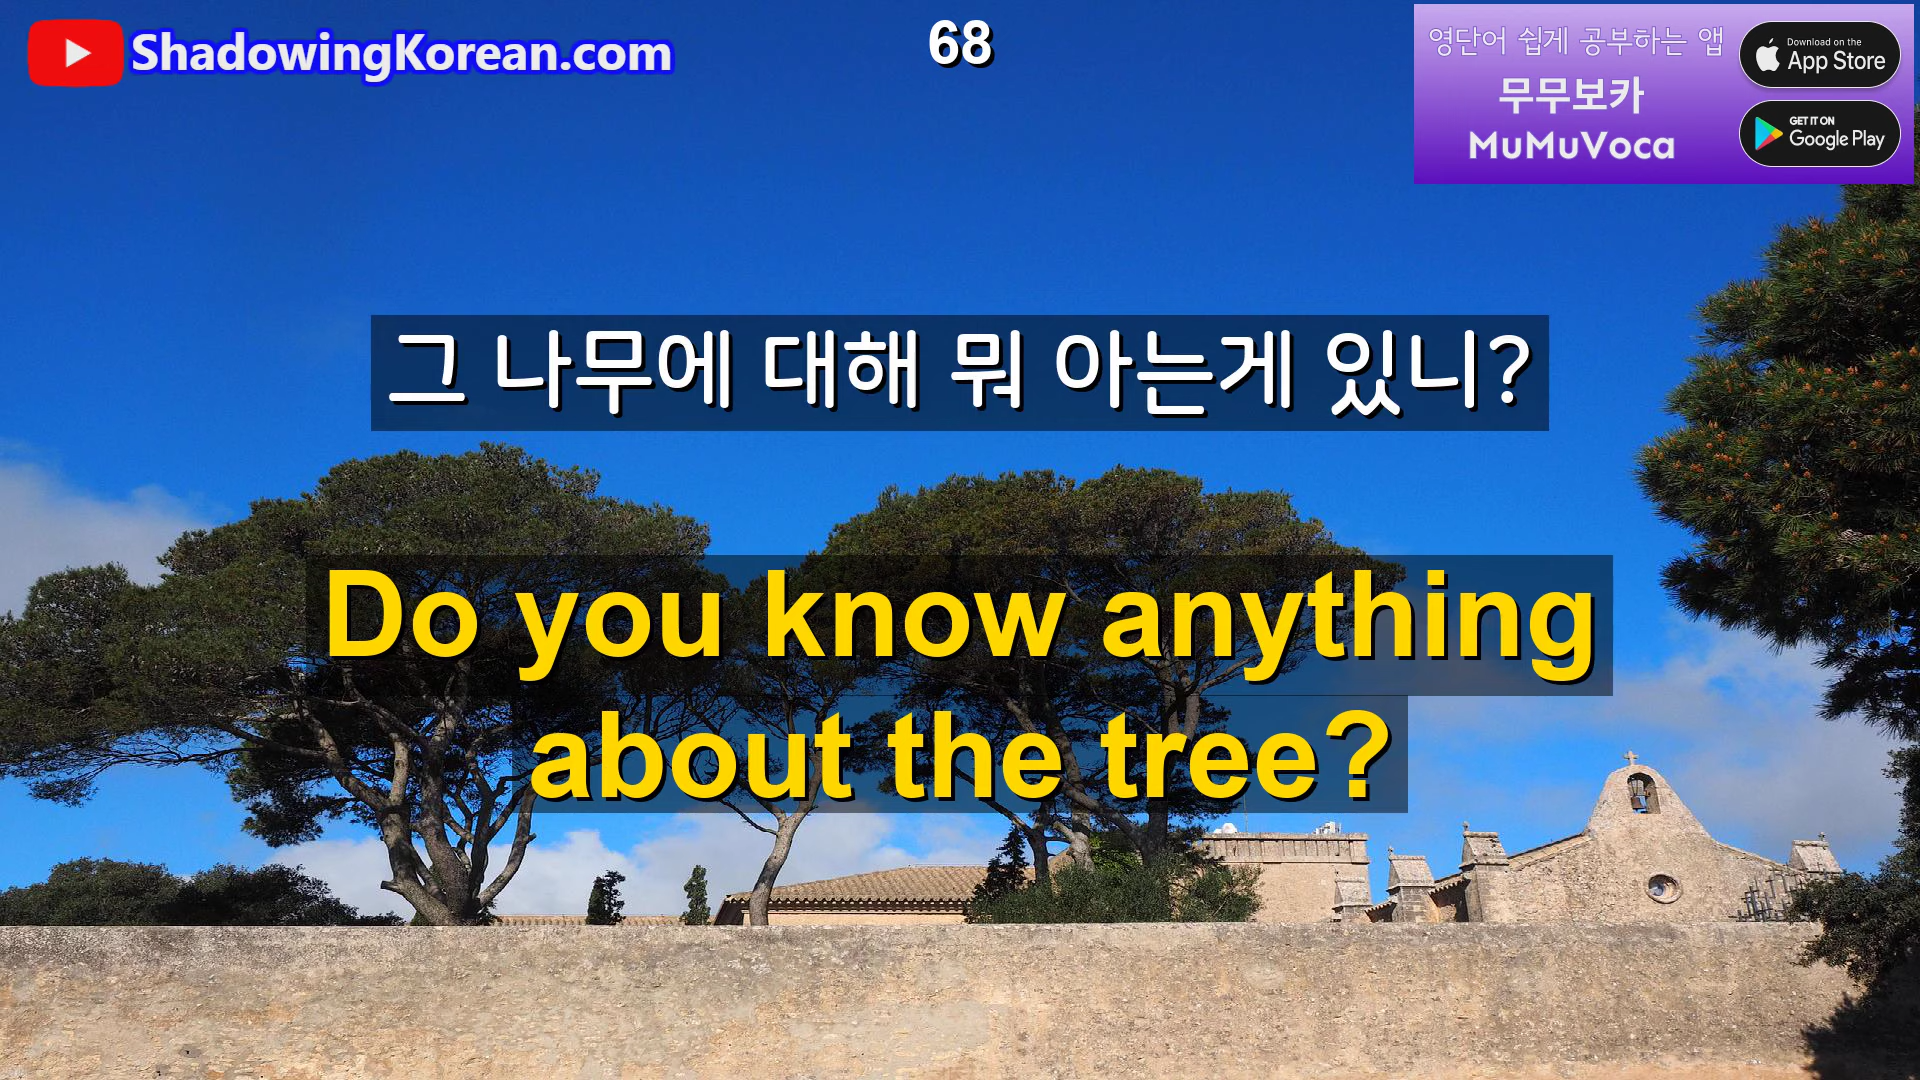 ShadowingKorean.com
68
영단어 쉽게 공부하는 앱
무무보카
MuMuVoca
Download on the
App Store
GET IT ON
Google Play
그 나무에 대해 뭐 아는게 있니?
Do you know anything
about the tree?